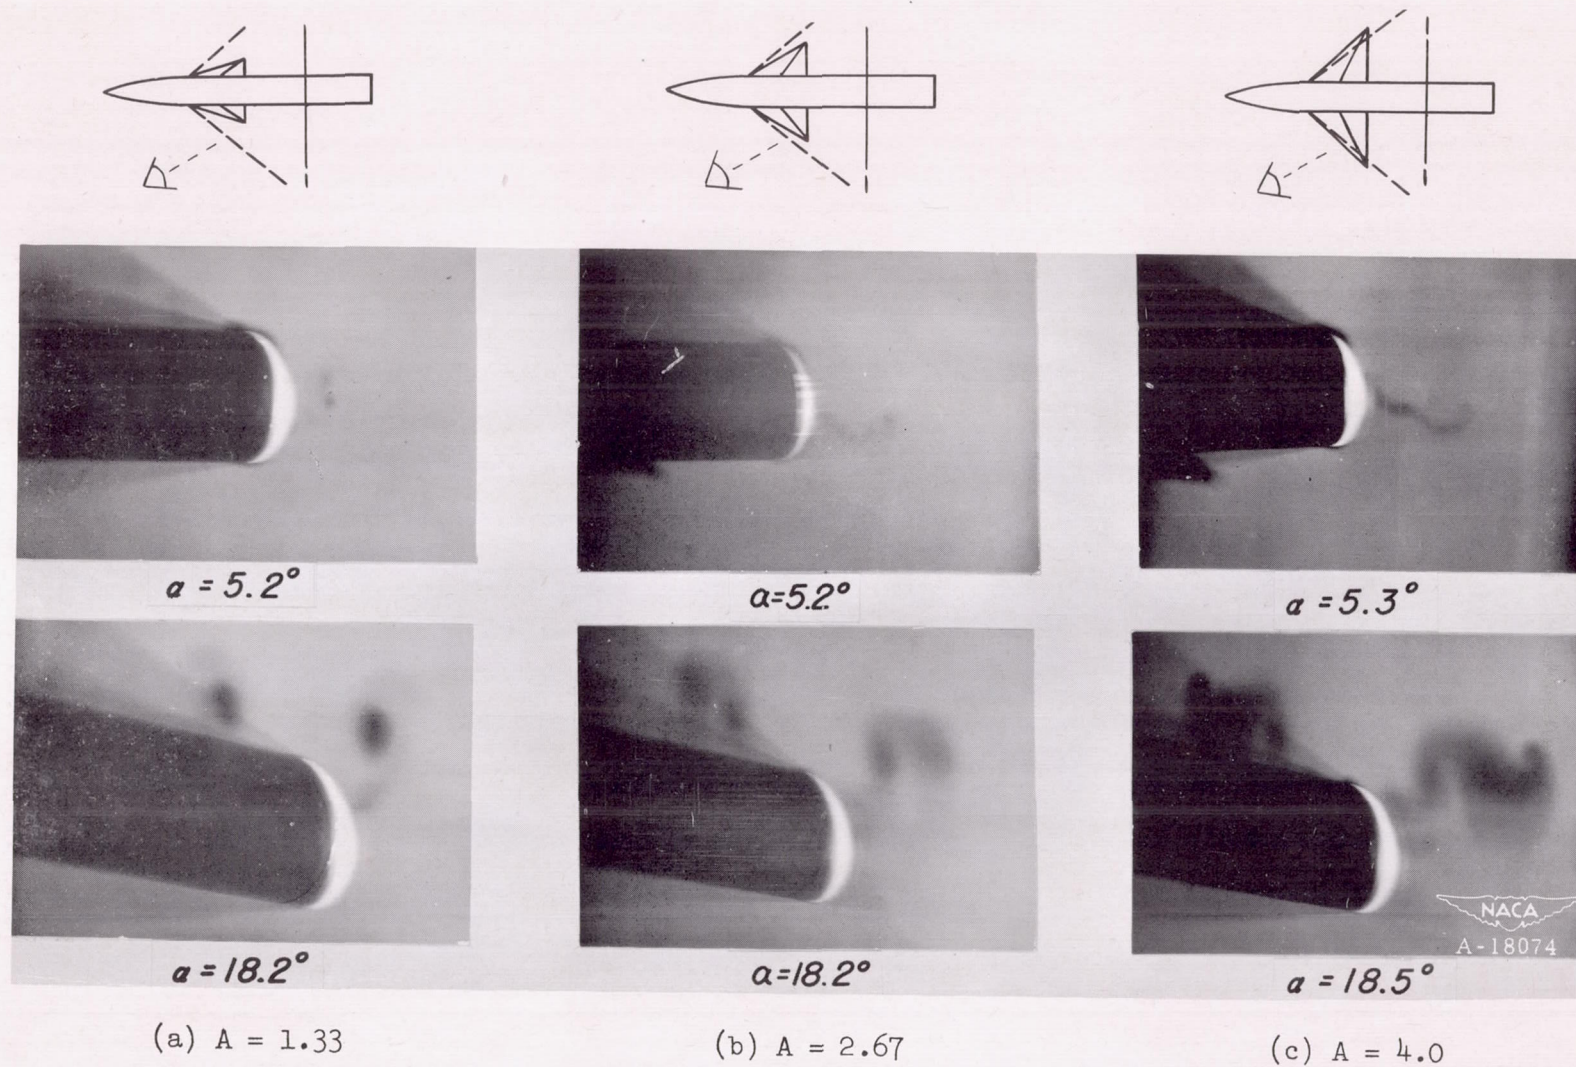 α = 5.2°
α=5.2°
α = 5.3°
NACA
A-18074
α = 18.2°
α=18.2°
α = 18.5°
(a) A = 1.33
(b) A = 2.67
(c) A = 4.0